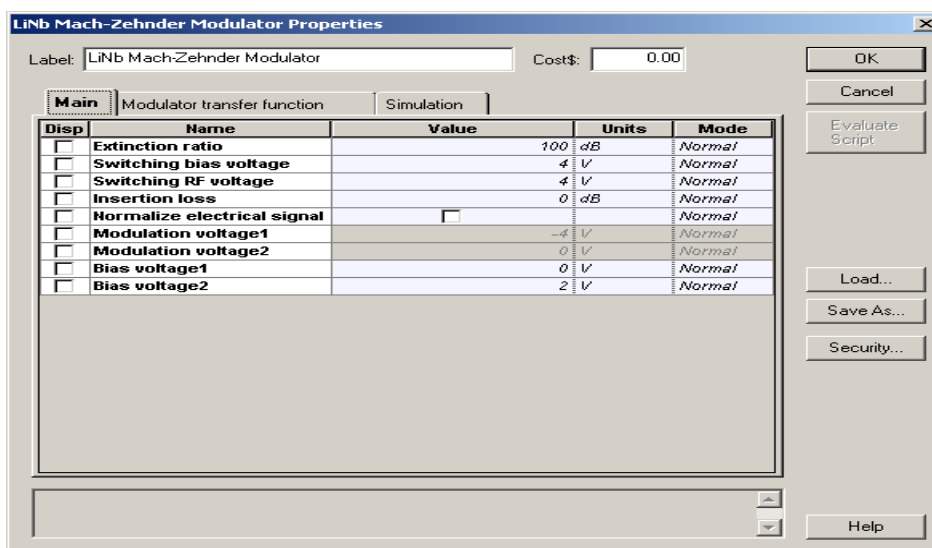 LiNb Mach-Zehnder Modulator Properties
Label: LiNb Mach-Zehnder Modulator Cost$: 0.00 OK
Cancel
Main Modulator transfer function Simulation
Evaluate Script
Disp Name Value Units Mode
Extinction ratio 100 dB Normal
Switching bias voltage 4 V Normal
Switching RF voltage 4 V Normal
Insertion loss 0 dB Normal
Normalize electrical signal Normal
Modulation voltage1 -4 V Normal
Modulation voltage2 0 V Normal
Bias voltage1 0 V Normal
Bias voltage2 2 V Normal
Load...
Save As...
Security...
Help